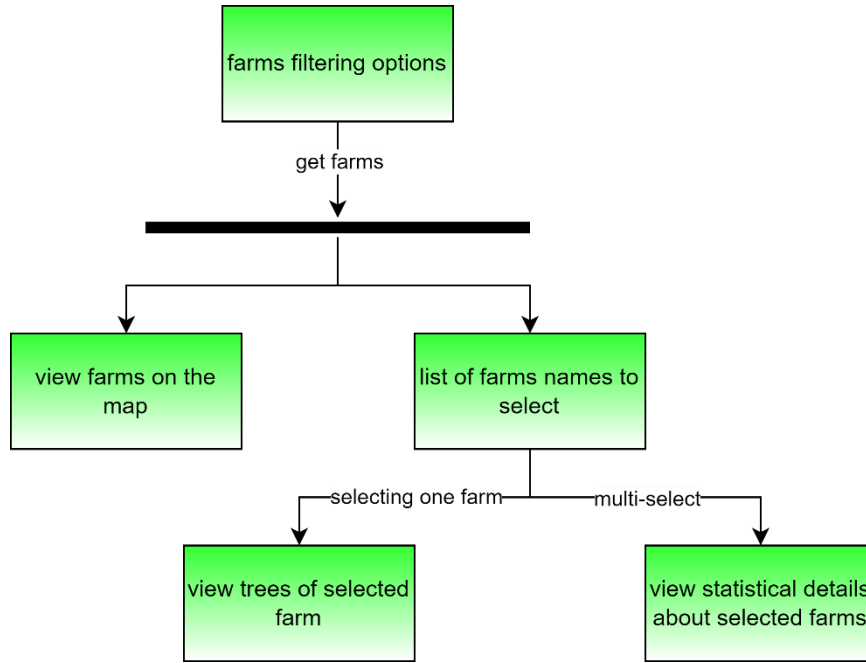 farms filtering options
get farms
view farms on the
map
list of farms names to
select
selecting one farm
multi-select
view trees of selected
farm
view statistical details
about selected farms